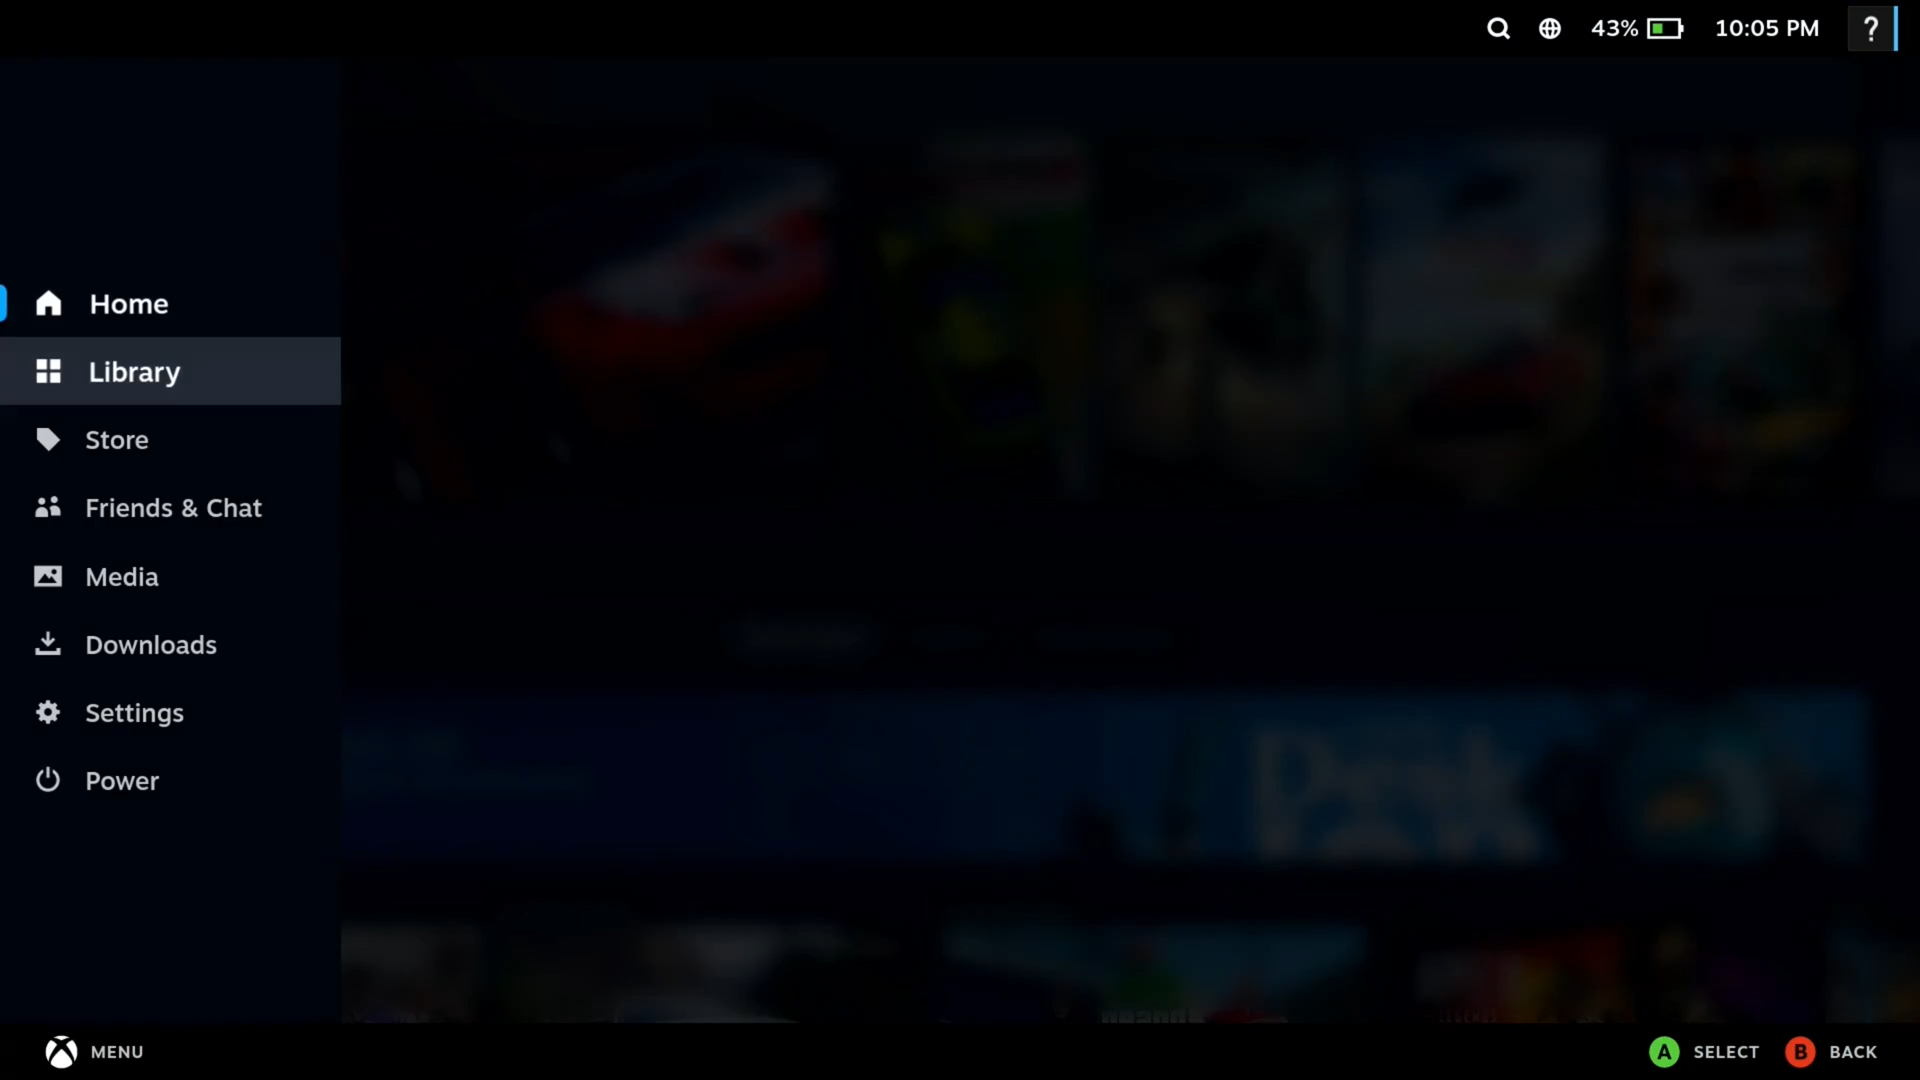 43% 10:05 PM ?
Home
Library
Store
Friends & Chat
Media
Downloads
Settings
Power
MENU
A SELECT B BACK